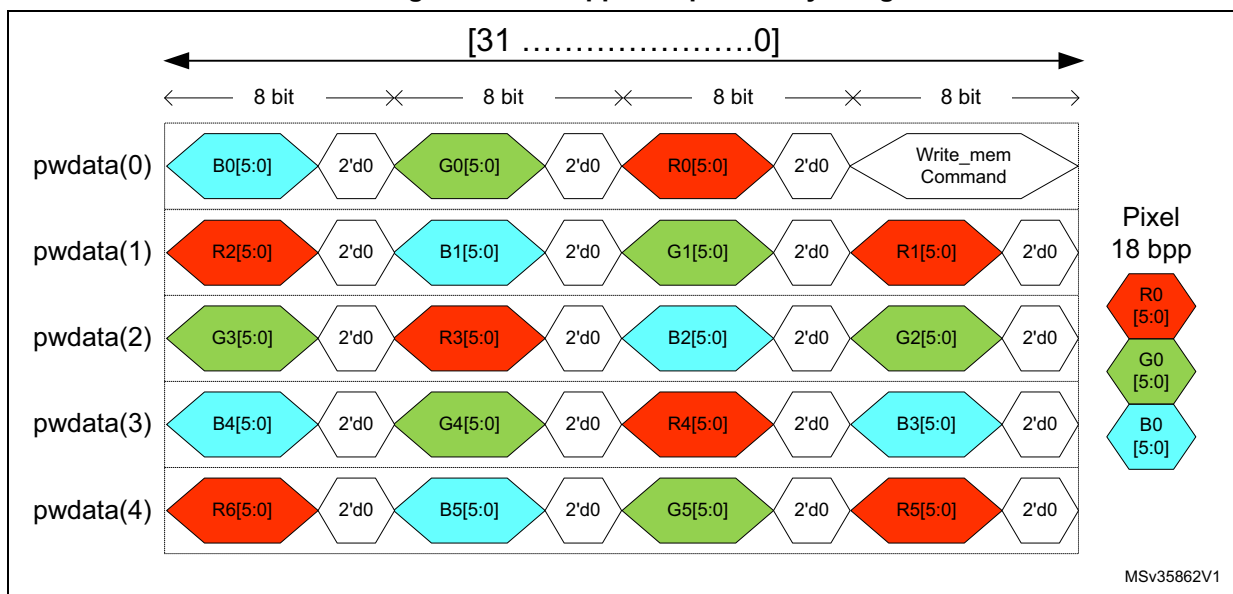 [31 ........................0]
8 bit 8 bit 8 bit 8 bit
pwdata(0) B0[5:0] 2'd0 G0[5:0] 2'd0 R0[5:0] 2'd0 Write_mem
Command
pwdata(1) R2[5:0] 2'd0 B1[5:0] 2'd0 G1[5:0] 2'd0 R1[5:0] 2'd0
pwdata(2) G3[5:0] 2'd0 R3[5:0] 2'd0 B2[5:0] 2'd0 G2[5:0] 2'd0
pwdata(3) B4[5:0] 2'd0 G4[5:0] 2'd0 R4[5:0] 2'd0 B3[5:0] 2'd0
pwdata(4) R6[5:0] 2'd0 B5[5:0] 2'd0 G5[5:0] 2'd0 R5[5:0] 2'd0
Pixel
18 bpp
R0
[5:0]
G0
[5:0]
B0
[5:0]
MSv35862V1